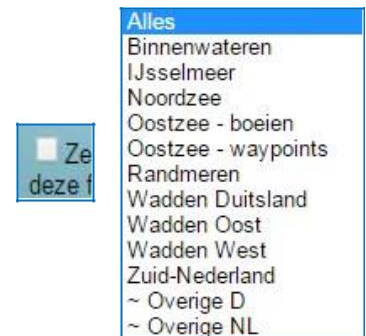 Ze
deze f
Alles
Binnenwateren
IJsselmeer
Noordzee
Oostzee - boeien
Oostzee - waypoints
Randmeren
Wadden Duitsland
Wadden Oost
Wadden West
Zuid-Nederland
~ Overige D
~ Overige NL